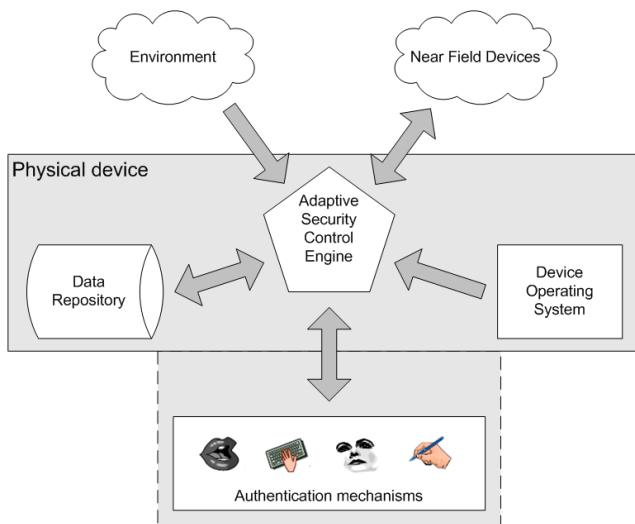 Environment
Near Field Devices
Physical device
Adaptive
Security
Control
Engine
Data
Repository
Device
Operating
System
Authentication mechanisms